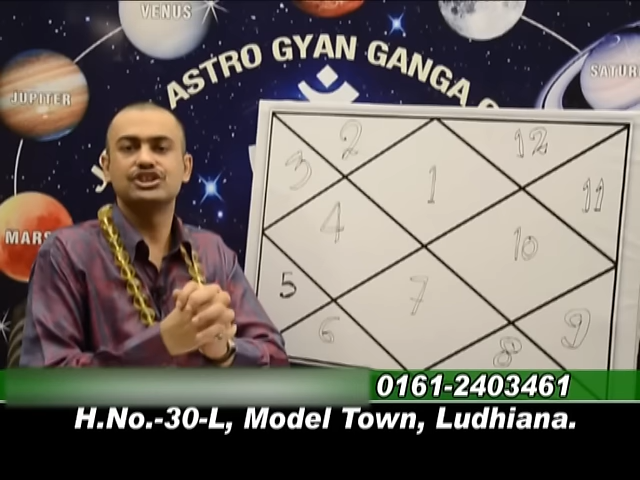 VENUS
ASTRO GYAN GANGA
JUPITER
SATUR
MARS
2
12
3
1
11
4
10
5
7
6
9
8
0161-2403461
H.No.-30-L, Model Town, Ludhiana.